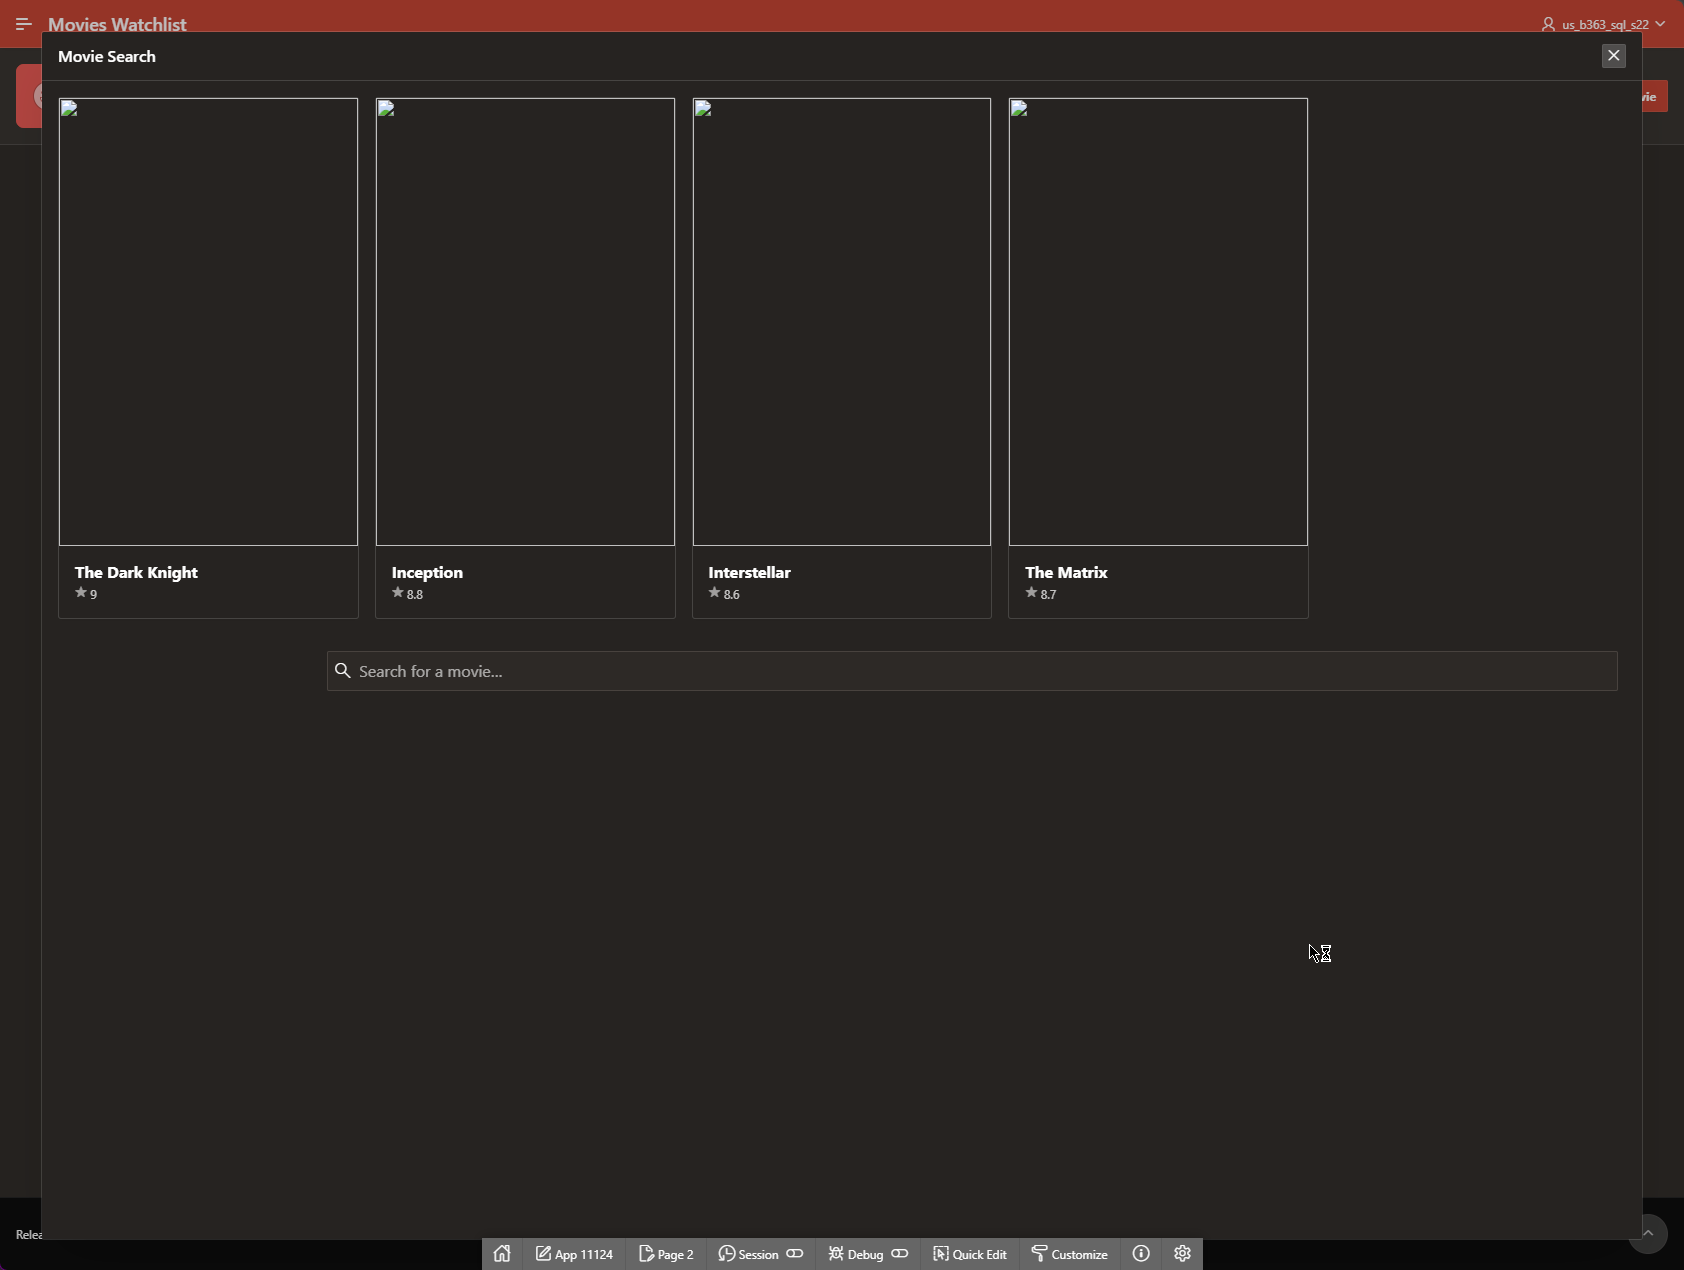 Movies Watchlist
us_b363_sql_s22
Movie Search
The Dark Knight
9
Inception
8.8
Interstellar
8.6
The Matrix
8.7
Search for a movie...
App 11124
Page 2
Session
Debug
Quick Edit
Customize